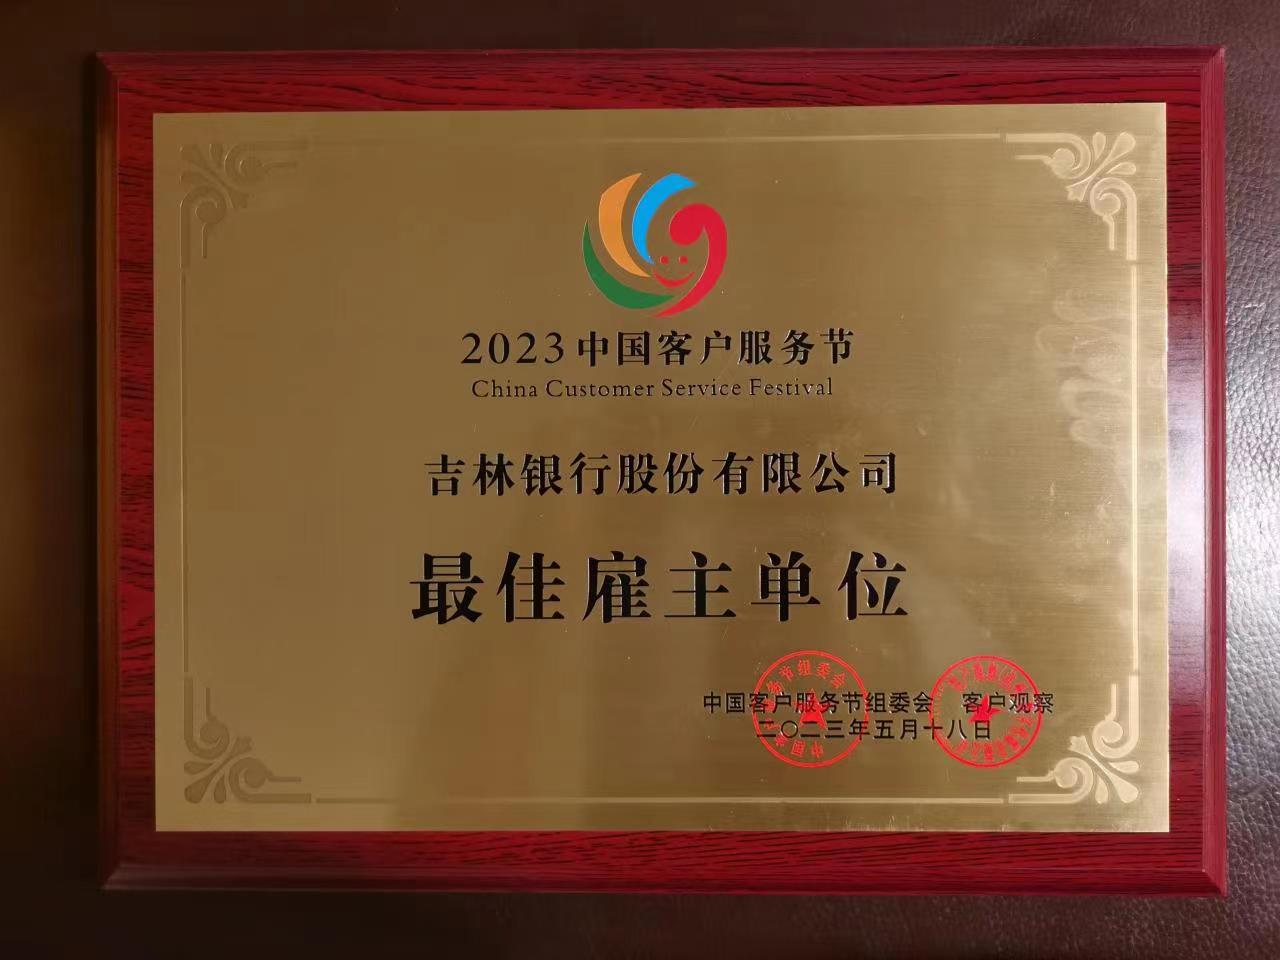 2023中国客户服务节
China Customer Service Festival
吉林银行股份有限公司
最佳雇主单位
中国客户服务节组委会 客户观察
二〇二三年五月十八日